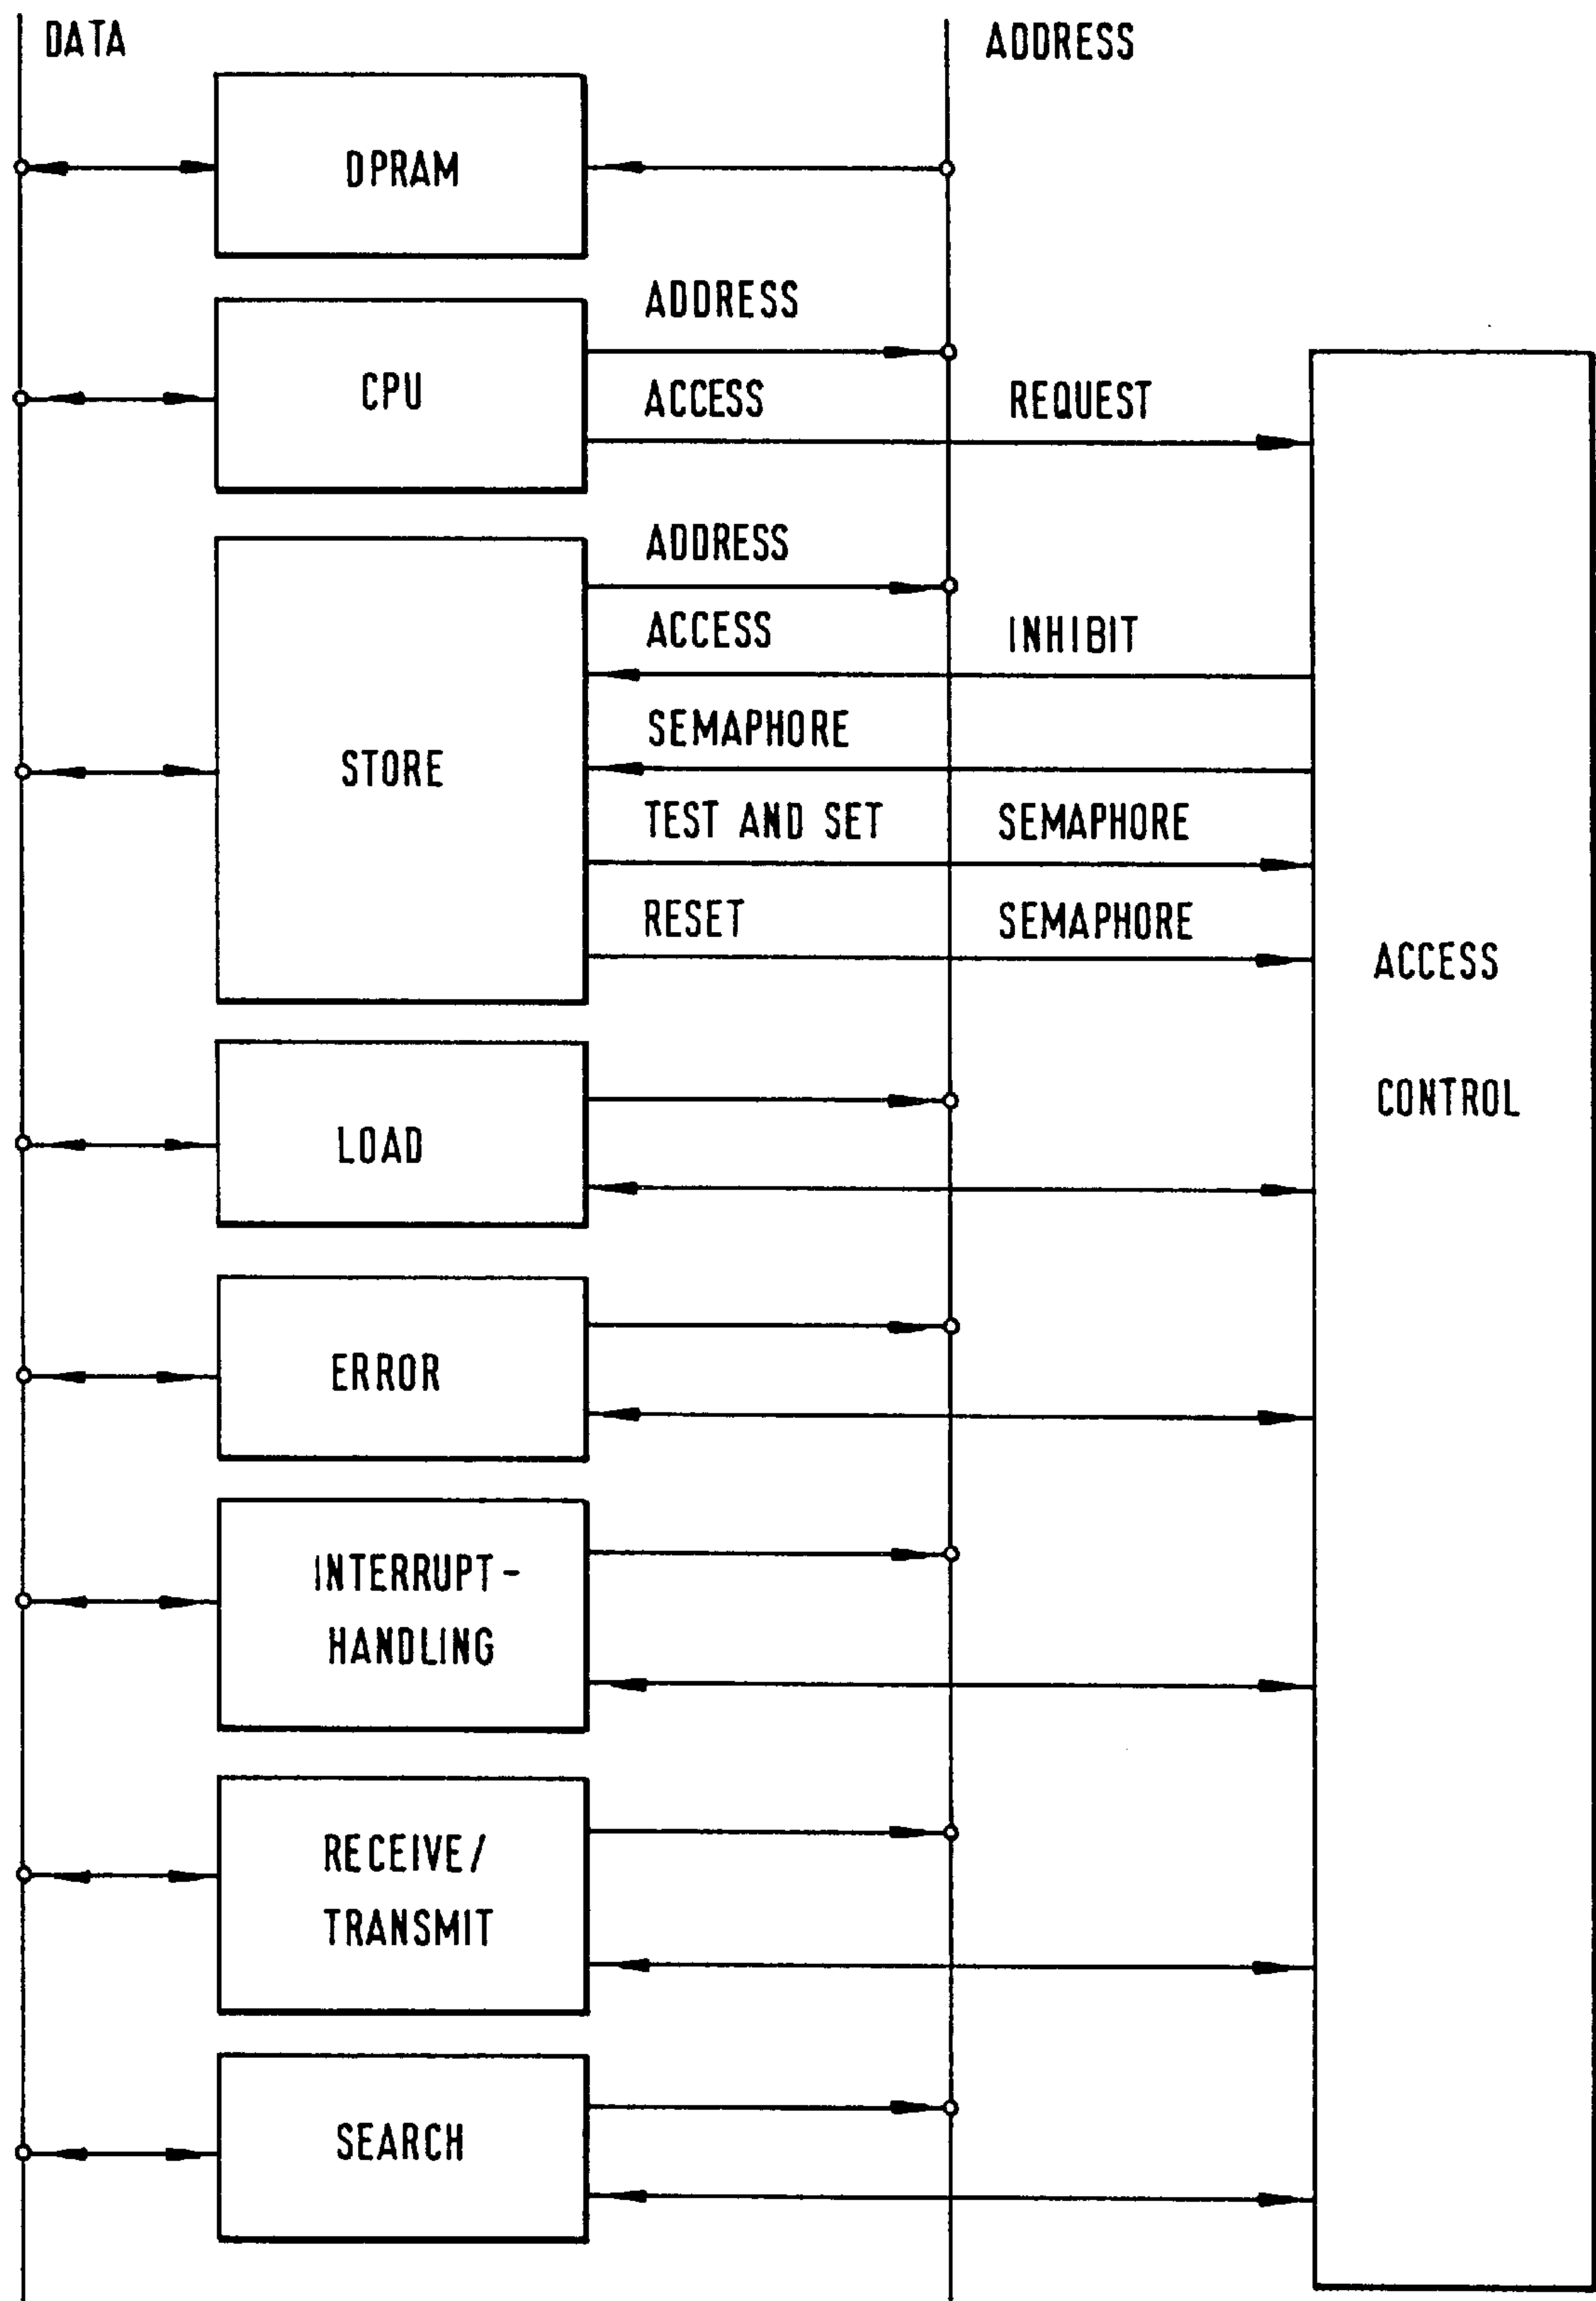 DATA
ADDRESS
DPRAM
ADDRESS
CPU
ACCESS REQUEST
ADDRESS
ACCESS INHIBIT
SEMAPHORE
STORE
TEST AND SET SEMAPHORE
RESET SEMAPHORE
ACCESS
CONTROL
LOAD
ERROR
INTERRUPT-
HANDLING
RECEIVE/
TRANSMIT
SEARCH